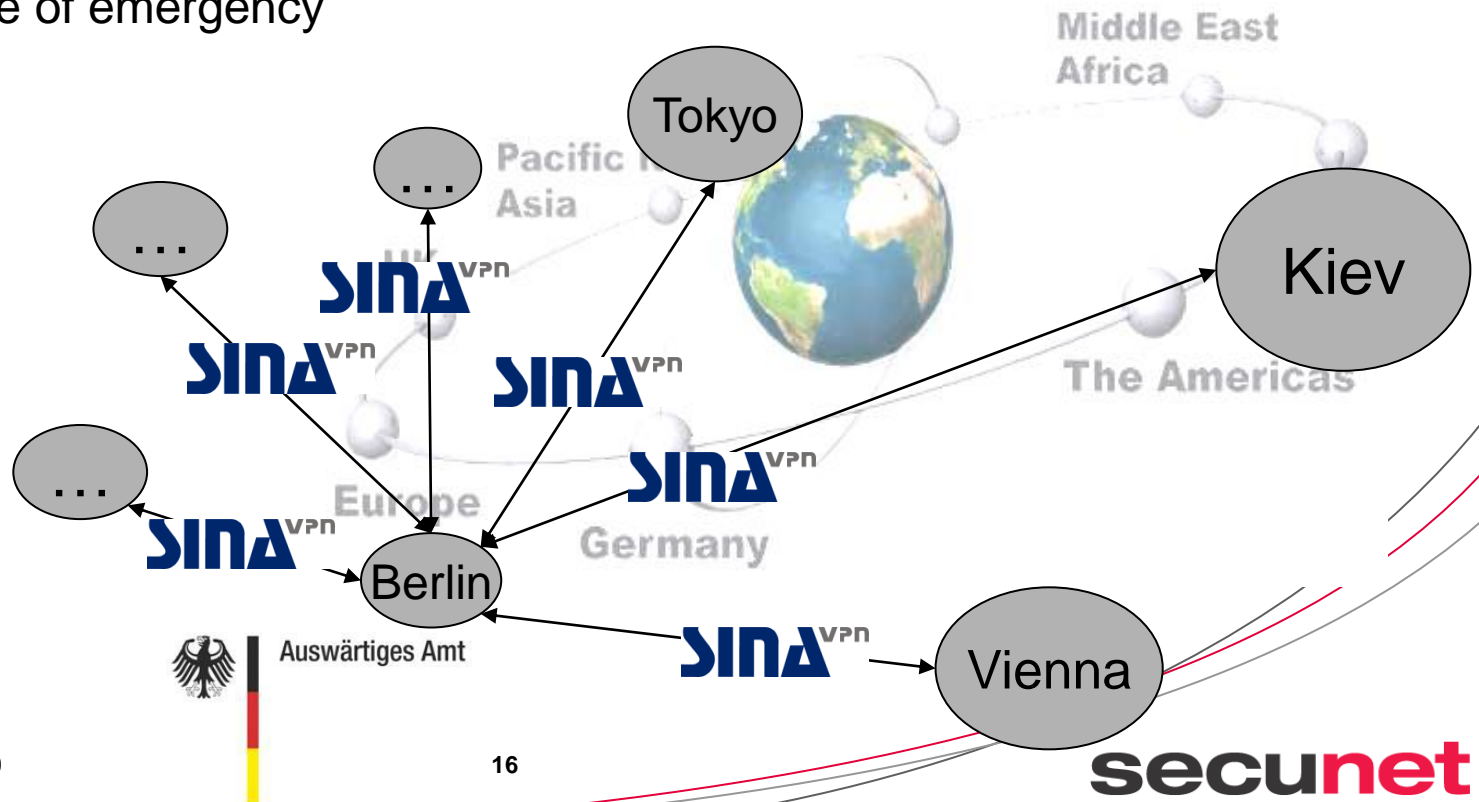 e of emergency
Middle East
Africa
Tokyo
...
Pacific
Asia
...
Kiev
SINA VPN
SINA VPN
SINA VPN
The Americas
...
SINA VPN
Europe
SINA VPN
Germany
Berlin
SINA VPN
Vienna
Auswärtiges Amt
16
secunet